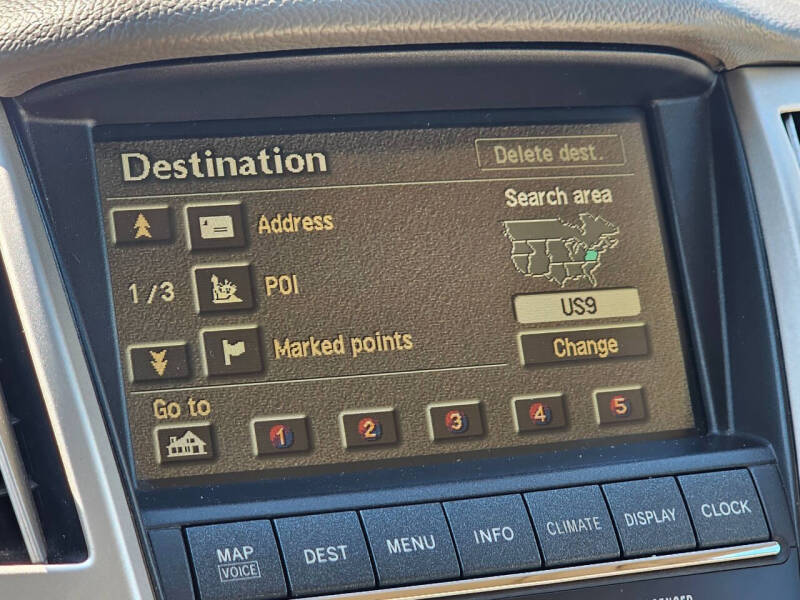 Destination
Delete dest.
Search area
Address
1/3
POI
US9
Marked points
Change
Go to
1 2 3 4 5
MAP
VOICE
DEST
MENU
INFO
CLIMATE
DISPLAY
CLOCK